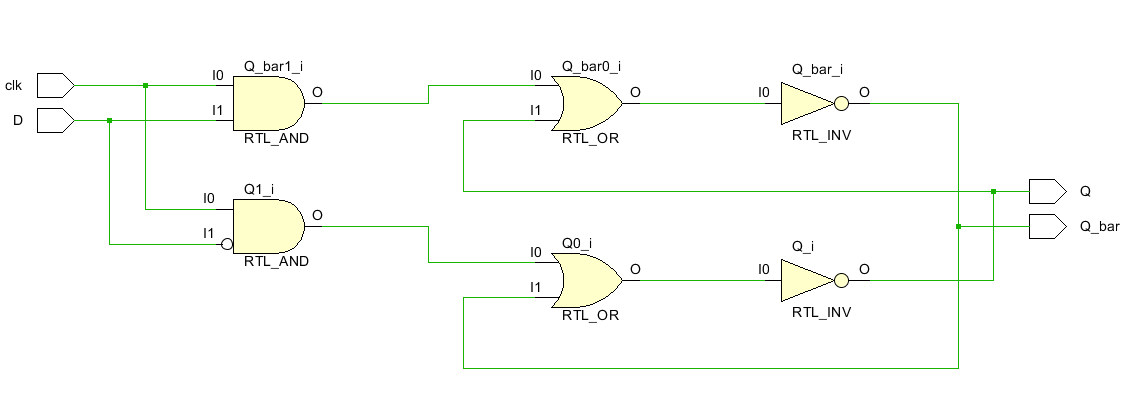 clk
D
I0
I1
Q_bar1_i
O
RTL_AND
I0
I1
Q_bar0_i
O
RTL_OR
I0
Q_bar_i
O
RTL_INV
I0
I1
Q1_i
O
RTL_AND
I0
I1
Q0_i
O
RTL_OR
I0
Q_i
O
RTL_INV
Q
Q_bar